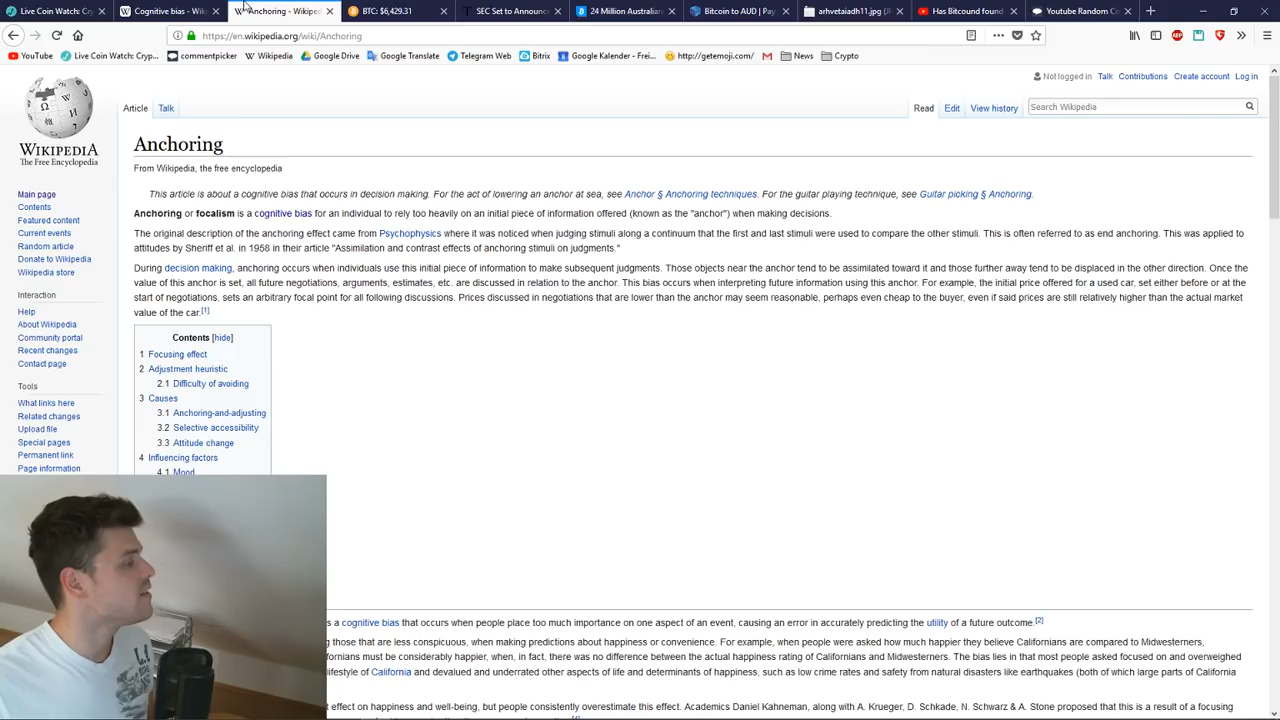 Live Coin Watch: Cry
Cognitive bias - Wiki
Anchoring - Wikiped
BTC: $6,429.31
SEC Set to Announc
24 Million Australian
Bitcoin to AUD | Pay
arhvetaiadh11.jpg (
Has Bitcound found
Youtube Random Co
https://en.wikipedia.org/wiki/Anchoring
YouTube
Live Coin Watch: Cryp...
commentpicker
Wikipedia
Google Drive
Google Translate
Telegram Web
Bitrix
Google Kalender - Frei...
http://getemoji.com/
News
Crypto
Not logged in Talk Contributions Create account Log in
Article Talk
Read Edit View history
Search Wikipedia
WIKIPEDIA
The Free Encyclopedia
Main page
Contents
Featured content
Current events
Random article
Donate to Wikipedia
Wikipedia store
Interaction
Help
About Wikipedia
Community portal
Recent changes
Contact page
Tools
What links here
Related changes
Upload file
Special pages
Permanent link
Page information
Anchoring
From Wikipedia, the free encyclopedia
This article is about a cognitive bias that occurs in decision making. For the act of lowering an anchor at sea, see Anchor § Anchoring techniques. For the guitar playing technique, see Guitar picking § Anchoring.
Anchoring or focalism is a cognitive bias for an individual to rely too heavily on an initial piece of information offered (known as the "anchor") when making decisions.
The original description of the anchoring effect came from Psychophysics where it was noticed when judging stimuli along a continuum that the first and last stimuli were used to compare the other stimuli. This is often referred to as end anchoring. This was applied to
attitudes by Sheriff et al. in 1958 in their article "Assimilation and contrast effects of anchoring stimuli on judgments."
During decision making, anchoring occurs when individuals use this initial piece of information to make subsequent judgments. Those objects near the anchor tend to be assimilated toward it and those further away tend to be displaced in the other direction. Once the
value of this anchor is set, all future negotiations, arguments, estimates, etc. are discussed in relation to the anchor. This bias occurs when interpreting future information using this anchor. For example, the initial price offered for a used car, set either before or at the
start of negotiations, sets an arbitrary focal point for all following discussions. Prices discussed in negotiations that are lower than the anchor may seem reasonable, perhaps even cheap to the buyer, even if said prices are still relatively higher than the actual market
value of the car.[1]
Contents [hide]
1 Focusing effect
2 Adjustment heuristic
2.1 Difficulty of avoiding
3 Causes
3.1 Anchoring-and-adjusting
3.2 Selective accessibility
3.3 Attitude change
4 Influencing factors
4.1 Mood
s a cognitive bias that occurs when people place too much importance on one aspect of an event, causing an error in accurately predicting the utility of a future outcome.[2]
g those that are less conspicuous, when making predictions about happiness or convenience. For example, when people were asked how much happier they believe Californians are compared to Midwesterners,
fornians must be considerably happier, when, in fact, there was no difference between the actual happiness rating of Californians and Midwesterners. The bias lies in that most people asked focused on and overweighed
lifestyle of California and devalued and underrated other aspects of life and determinants of happiness, such as low crime rates and safety from natural disasters like earthquakes (both of which large parts of California
t effect on happiness and well-being, but people consistently overestimate this effect. Academics Daniel Kahneman, along with A. Krueger, D. Schkade, N. Schwarz & A. Stone proposed that this is a result of a focusing